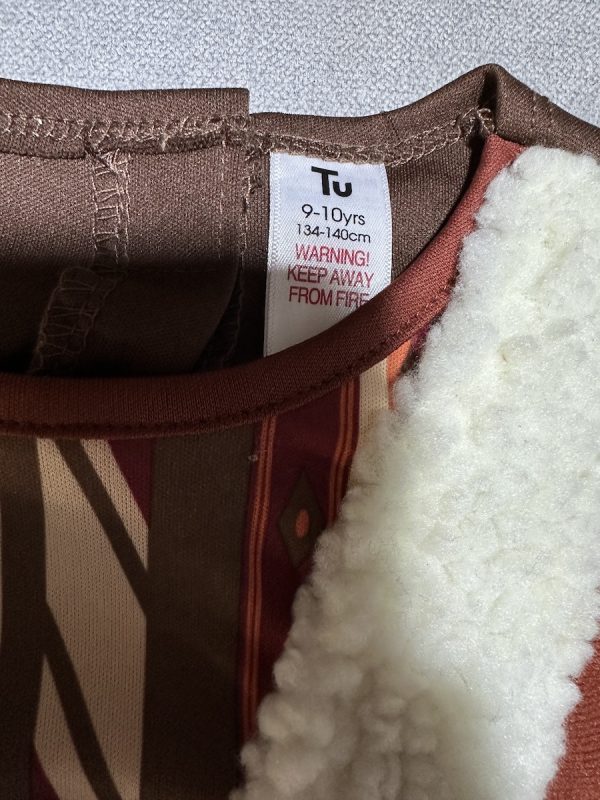 Tu
9-10yrs
134-140cm
WARNING!
KEEP AWAY
FROM FIRE